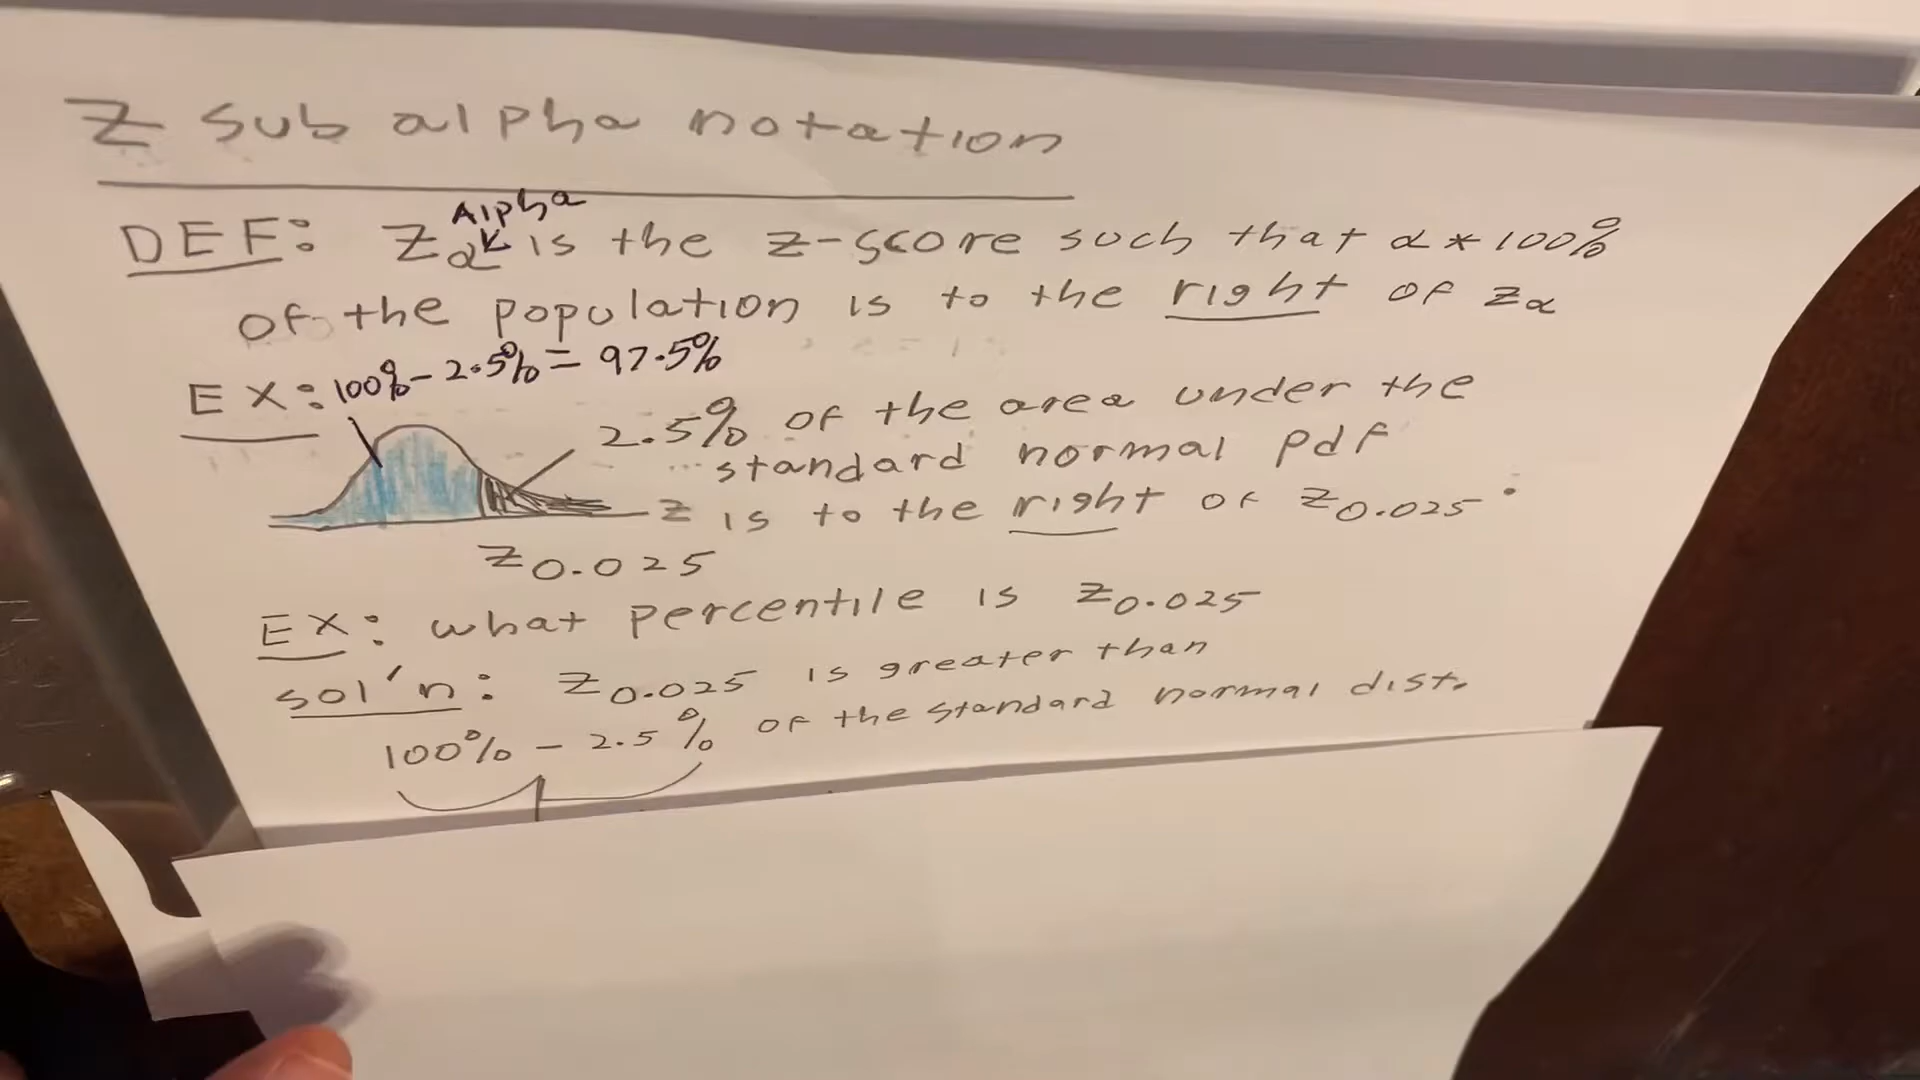 Z sub alpha notation
Alpha
DEF: Zα is the z-score such that α * 100%
of the population is to the right of zα
EX: 100% - 2.5% = 97.5%
2.5% of the area under the
standard normal pdf
z is to the right of z0.025.
z0.025
EX: what percentile is z0.025
sol'n: z0.025 is greater than
100% - 2.5% of the standard normal dist.